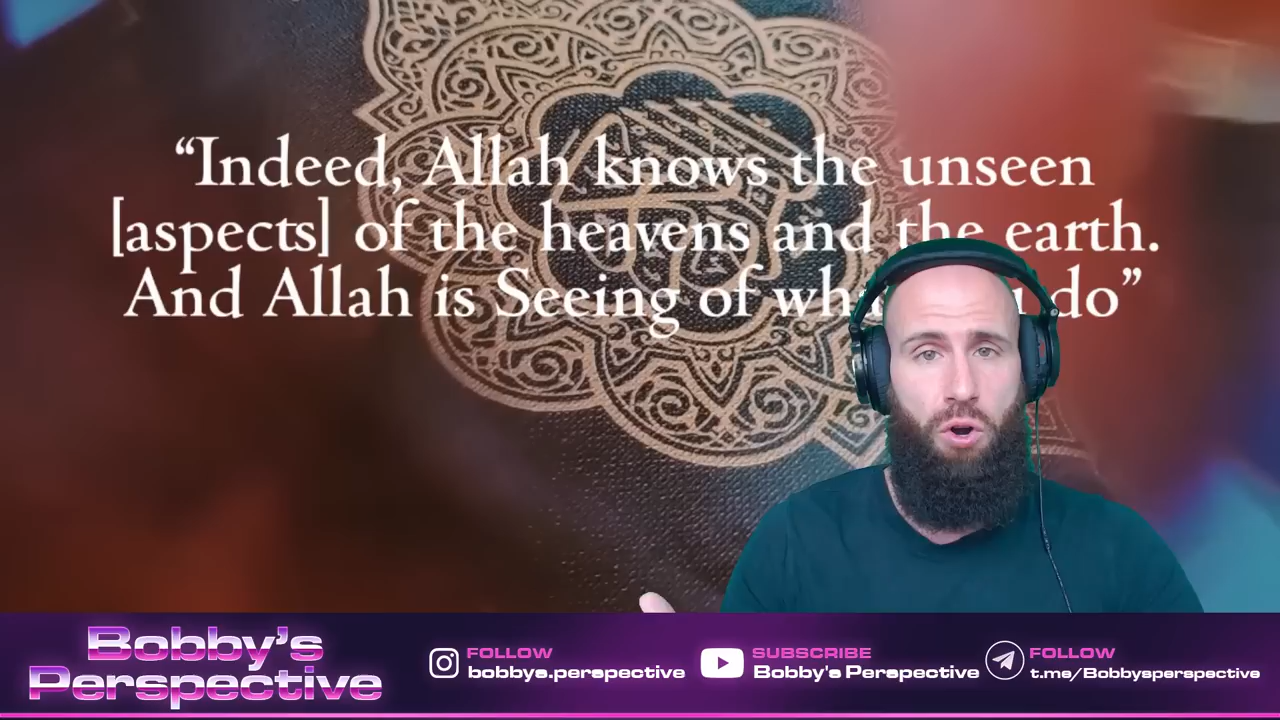 “Indeed, Allah knows the unseen
[aspects] of the heavens and the earth.
And Allah is Seeing of do”
Bobby's
Perspective
FOLLOW
bobbys.perspective
SUBSCRIBE
Bobby's Perspective
FOLLOW
t.me/Bobbysperspective